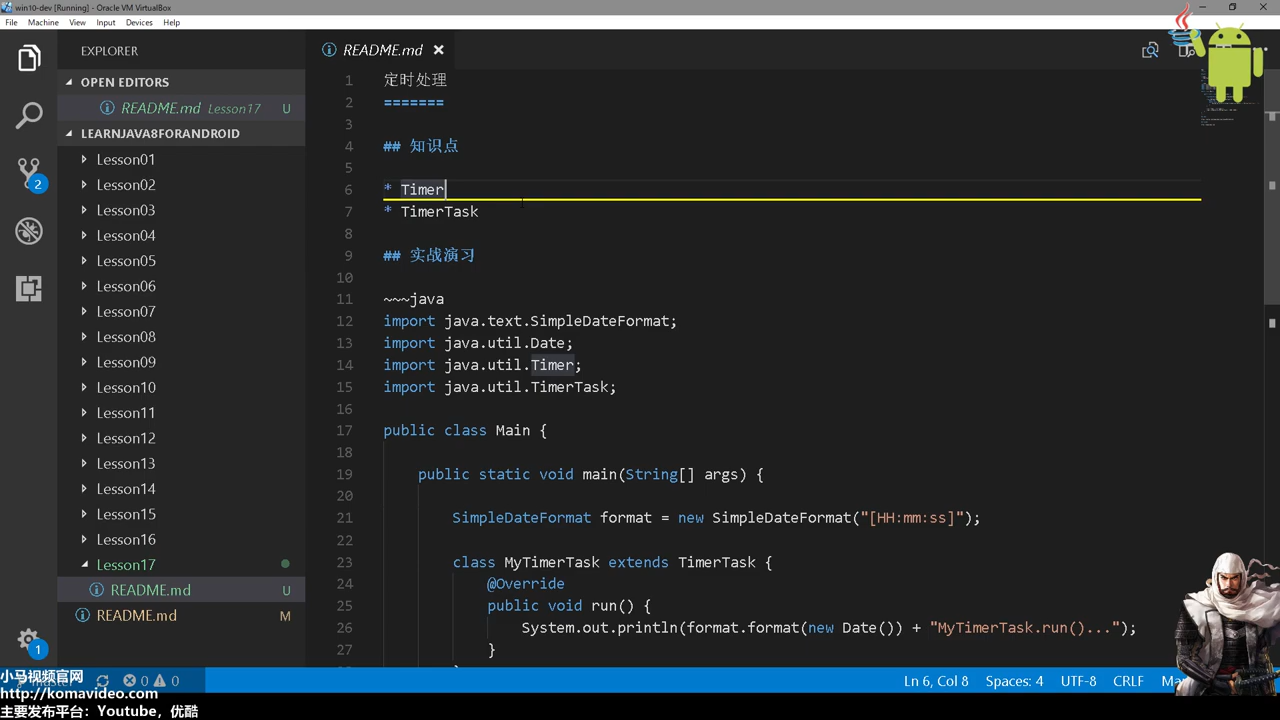 win10-dev [Running] - Oracle VM VirtualBox
File Machine View Input Devices Help
EXPLORER
OPEN EDITORS
README.md Lesson17 U
LEARNJAVA8FORANDROID
Lesson01
Lesson02
Lesson03
Lesson04
Lesson05
Lesson06
Lesson07
Lesson08
Lesson09
Lesson10
Lesson11
Lesson12
Lesson13
Lesson14
Lesson15
Lesson16
Lesson17
README.md U
README.md M
2
1
README.md
1 定时处理
2 =======
3
4 ## 知识点
5
6 * Timer
7 * TimerTask
8
9 ## 实战演习
10
11 ~~~java
12 import java.text.SimpleDateFormat;
13 import java.util.Date;
14 import java.util.Timer;
15 import java.util.TimerTask;
16
17 public class Main {
18
19 public static void main(String[] args) {
20
21 SimpleDateFormat format = new SimpleDateFormat("[HH:mm:ss]");
22
23 class MyTimerTask extends TimerTask {
24 @Override
25 public void run() {
26 System.out.println(format.format(new Date()) + "MyTimerTask.run()...");
27 }
0 0
Ln 6, Col 8 Spaces: 4 UTF-8 CRLF Ma
小马视频官网
http://komavideo.com
主要发布平台：Youtube，优酷